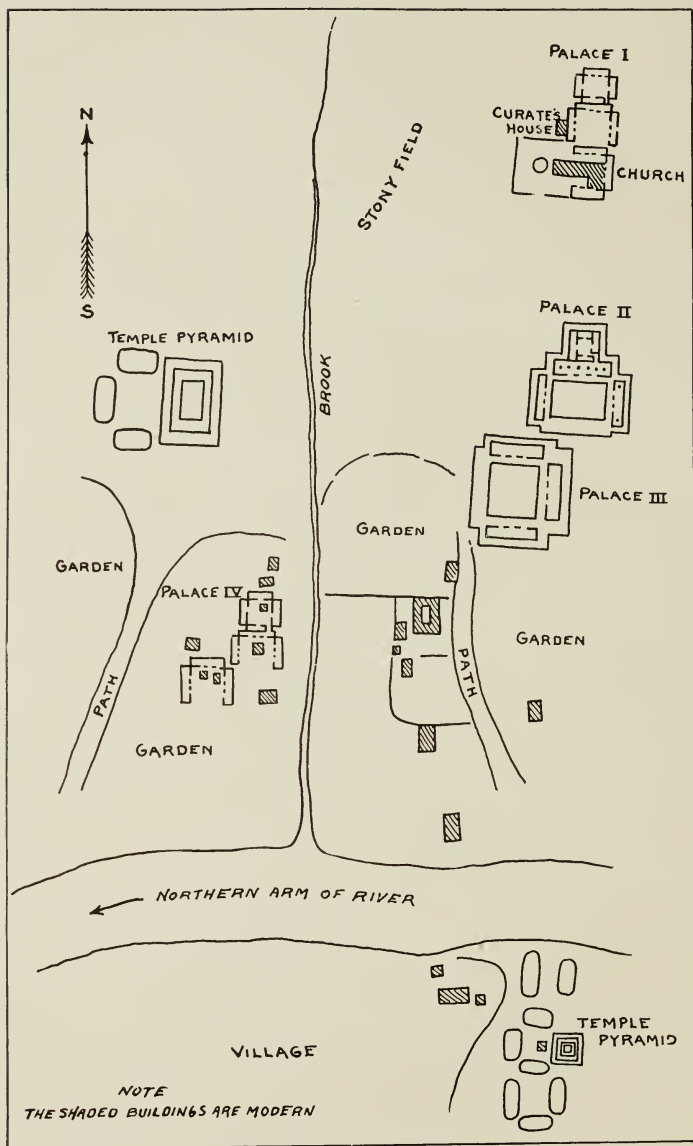 PALACE I
CURATE'S
HOUSE
CHURCH
N
S
STONY FIELD
TEMPLE PYRAMID
BROOK
PALACE II
PALACE III
GARDEN
GARDEN
PALACE IV
GARDEN
PATH
PATH
GARDEN
NORTHERN ARM OF RIVER
TEMPLE
PYRAMID
VILLAGE
NOTE
THE SHADED BUILDINGS ARE MODERN